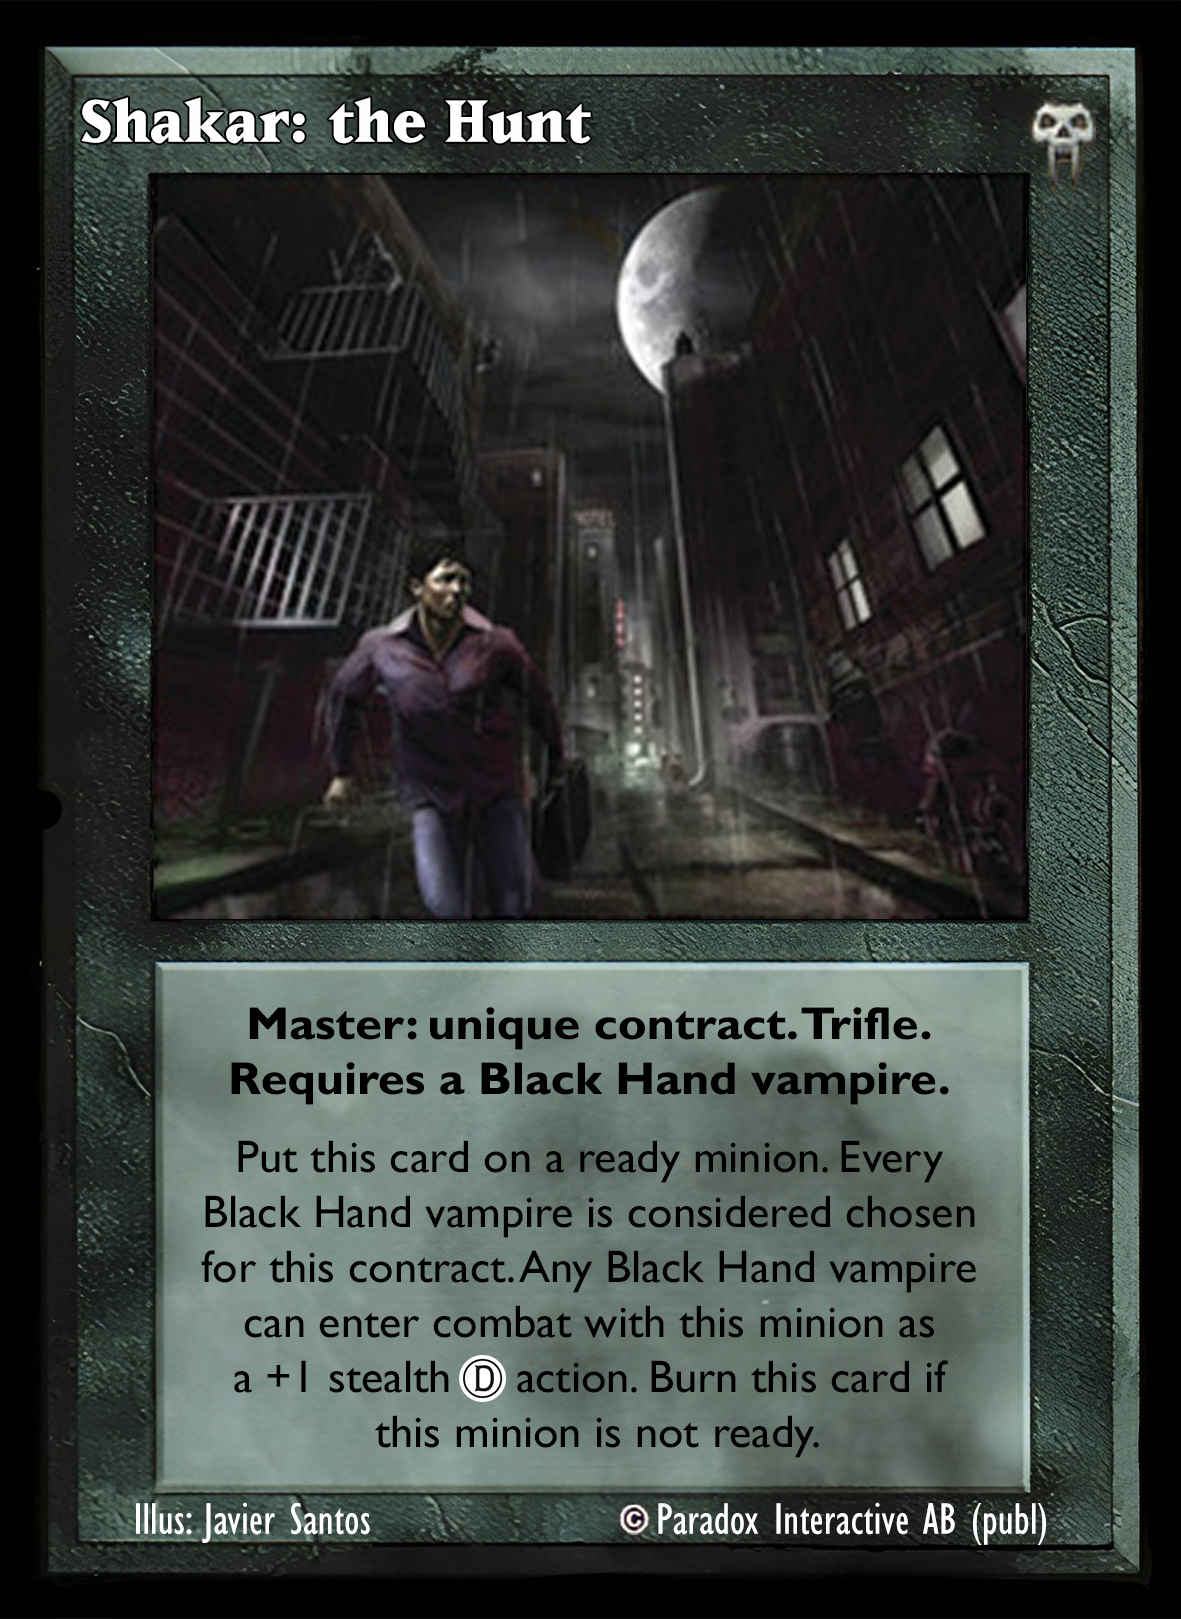 Shakar: the Hunt
HOTEL
Master: unique contract. Trifle.
Requires a Black Hand vampire.
Put this card on a ready minion. Every
Black Hand vampire is considered chosen
for this contract. Any Black Hand vampire
can enter combat with this minion as
a +1 stealth Ⓓ action. Burn this card if
this minion is not ready.
Illus: Javier Santos
© Paradox Interactive AB (publ)